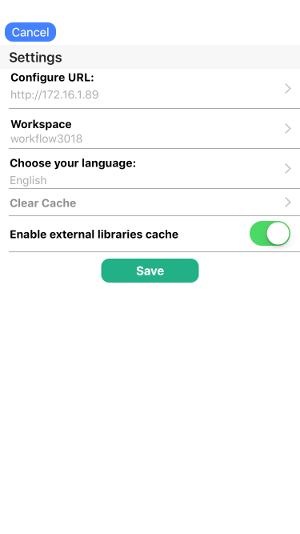 Cancel
Settings
Configure URL:
http://172.16.1.89
Workspace
workflow3018
Choose your language:
English
Clear Cache
Enable external libraries cache
Save